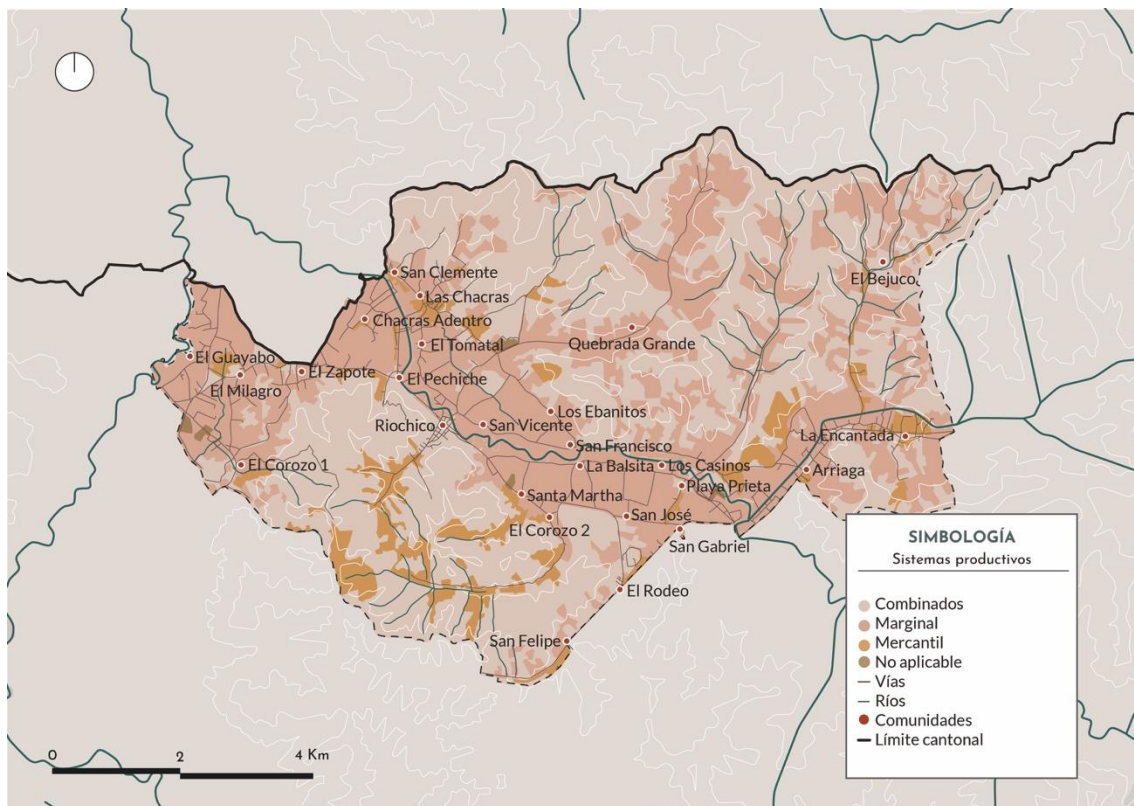 San Clemente
Las Chacras
El Bejuco
Chacras Adentro
El Tomatal
Quebrada Grande
El Guayabo
El Milagro
El Zapote
El Pechiche
Riochico
San Vicente
Los Ebanitos
San Francisco
La Encantada
El Corozo 1
La Balsita
Los Casinos
Arriaga
Playa Prieta
Santa Martha
El Corozo 2
San José
San Gabriel
El Rodeo
San Felipe
SIMBOLOGÍA
Sistemas productivos
Combinados
Marginal
Mercantil
No aplicable
Vías
Ríos
Comunidades
Límite cantonal
0 2 4 Km